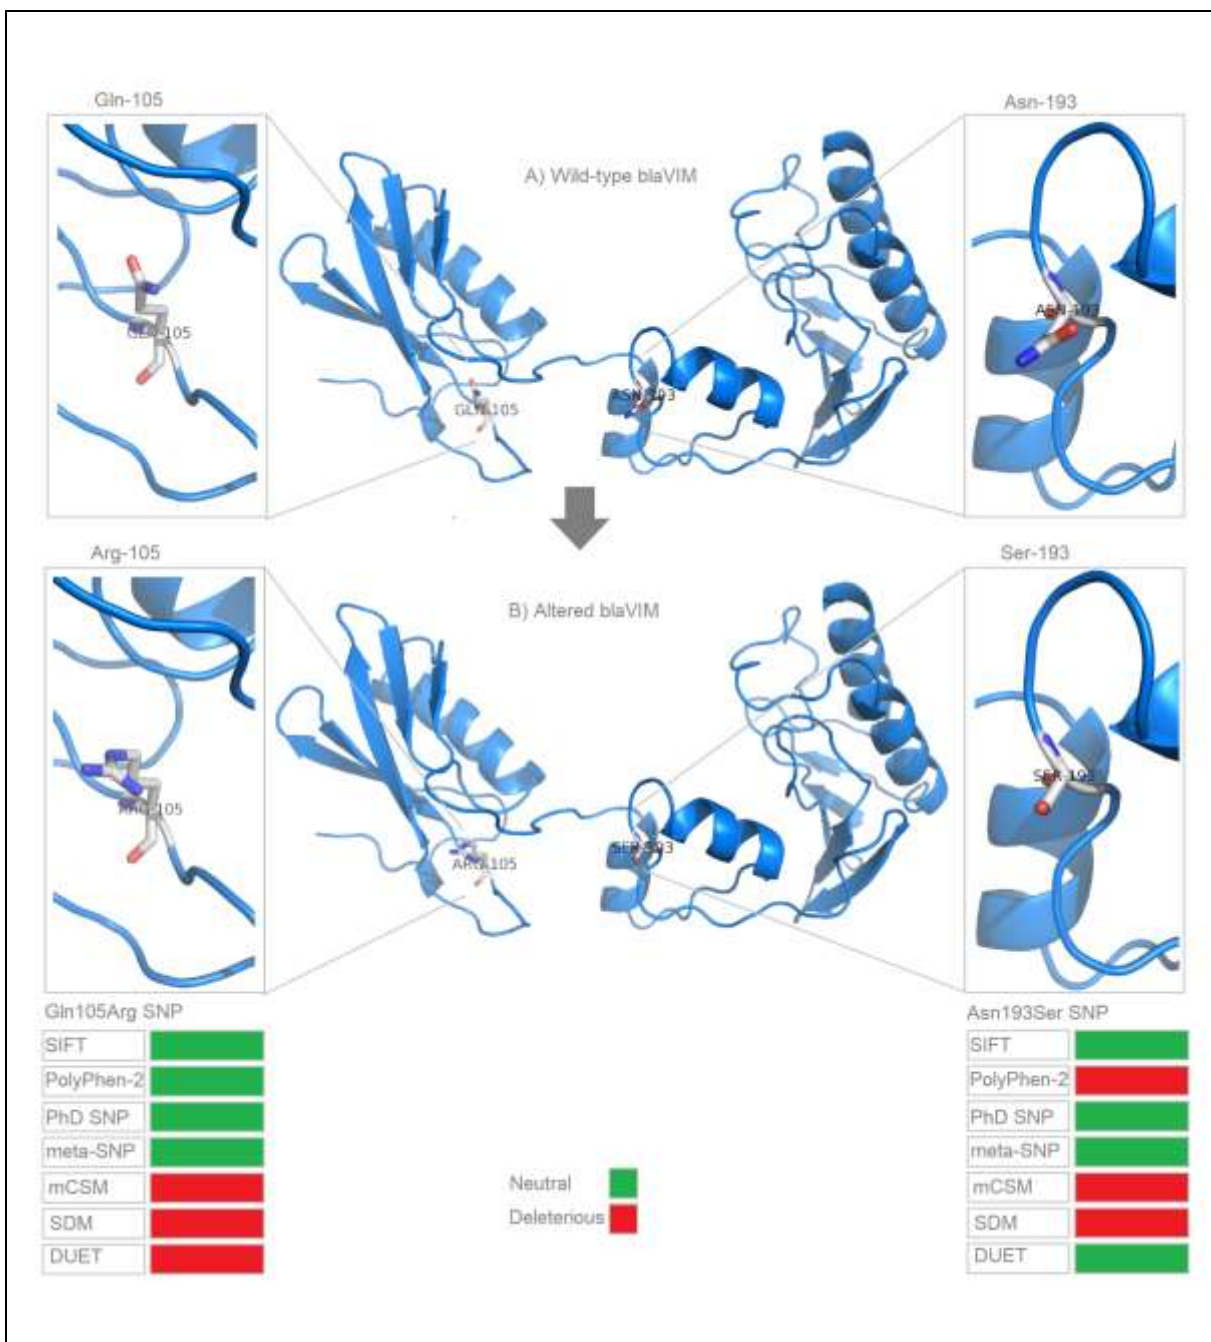 Gln-105
Asn-193
A) Wild-type blaVIM
GLN-105
ASN-193
GLN-105
ASN-193
Arg-105
Ser-193
B) Altered blaVIM
ARG-105
SER-193
ARG-105
SER-193
Gln105Arg SNP
SIFT
PolyPhen-2
PhD SNP
meta-SNP
mCSM
SDM
DUET
Neutral
Deleterious
Asn193Ser SNP
SIFT
PolyPhen-2
PhD SNP
meta-SNP
mCSM
SDM
DUET